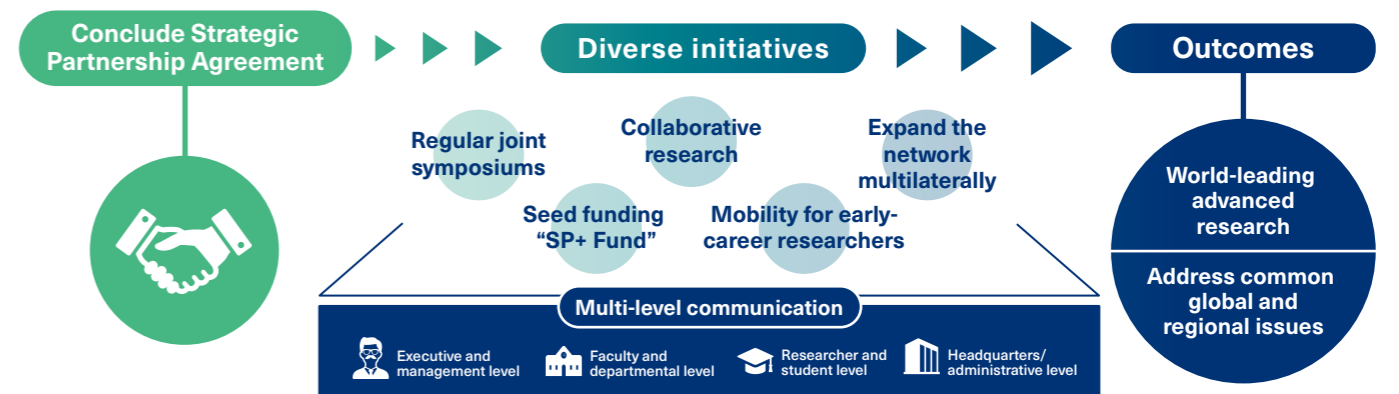 Conclude Strategic
Partnership Agreement
Diverse initiatives
Outcomes
Regular joint
symposiums
Collaborative
research
Expand the
network
multilaterally
Seed funding
“SP+ Fund”
Mobility for early-
career researchers
World-leading
advanced
research
Address common
global and
regional issues
Multi-level communication
Executive and
management level
Faculty and
departmental level
Researcher and
student level
Headquarters/
administrative level